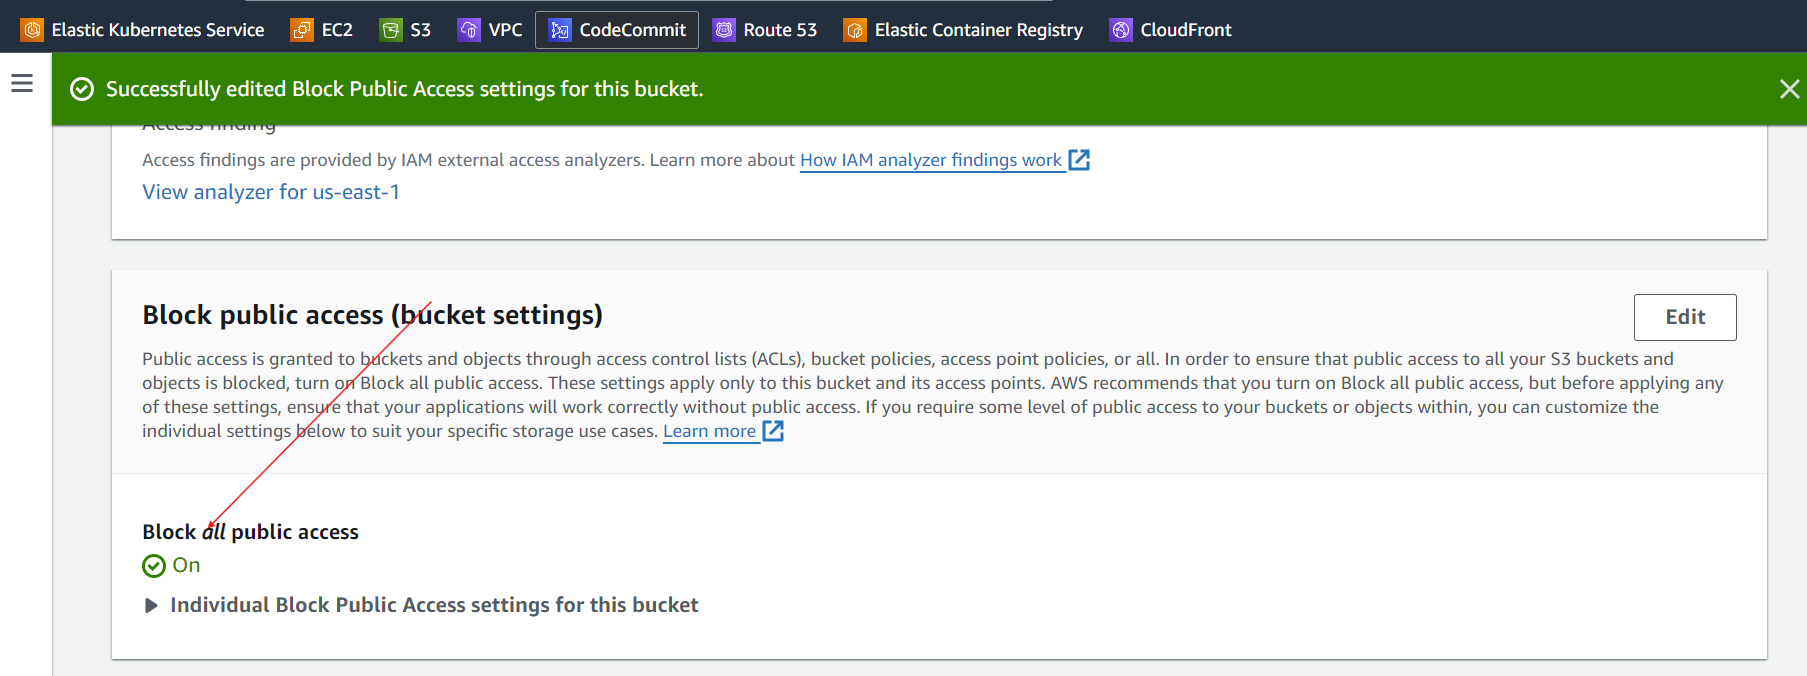 Elastic Kubernetes Service EC2 S3 VPC CodeCommit Route 53 Elastic Container Registry CloudFront
Successfully edited Block Public Access settings for this bucket.
Access finding
Access findings are provided by IAM external access analyzers. Learn more about How IAM analyzer findings work
View analyzer for us-east-1
Block public access (bucket settings)
Edit
Public access is granted to buckets and objects through access control lists (ACLs), bucket policies, access point policies, or all. In order to ensure that public access to all your S3 buckets and
objects is blocked, turn on Block all public access. These settings apply only to this bucket and its access points. AWS recommends that you turn on Block all public access, but before applying any
of these settings, ensure that your applications will work correctly without public access. If you require some level of public access to your buckets or objects within, you can customize the
individual settings below to suit your specific storage use cases. Learn more
Block all public access
On
Individual Block Public Access settings for this bucket